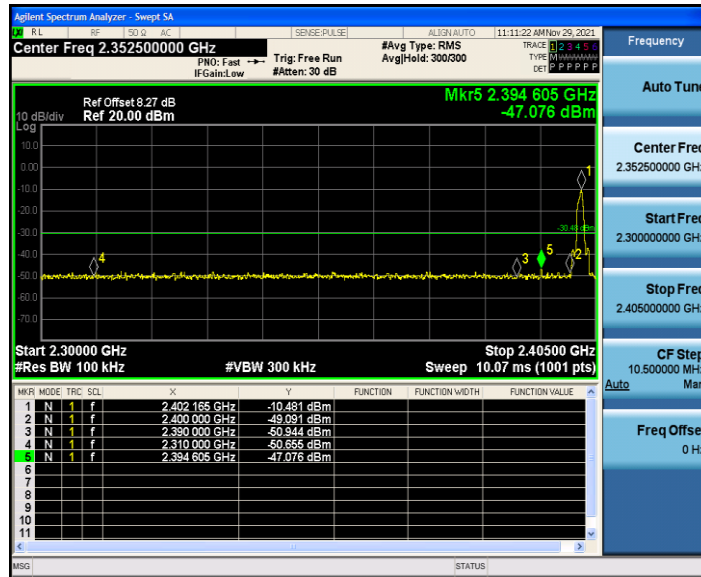 Agilent Spectrum Analyzer - Swept SA
RL RF 50 Ω AC SENSE:PULSE ALIGN AUTO 11:11:22 AM Nov 29, 2021
Center Freq 2.352500000 GHz
#Avg Type: RMS
TRACE 1 2 3 4 5 6
PNO: Fast Trig: Free Run Avg|Hold: 300/300
TYPE M
IFGain:Low #Atten: 30 dB
DET P P P P P P
Mkr5 2.394 605 GHz
-47.076 dBm
Ref Offset 8.27 dB
10 dB/div Ref 20.00 dBm
Log
10.0
0.00
-10.0
-20.0
-30.0
-40.0
-50.0
-60.0
-70.0
1
-30.48 dBm
4
3
5
2
Start 2.30000 GHz Stop 2.40500 GHz
#Res BW 100 kHz #VBW 300 kHz Sweep 10.07 ms (1001 pts)
MKR MODE TRC SCL X Y FUNCTION FUNCTION WIDTH FUNCTION VALUE
1 N 1 f 2.402 165 GHz -10.481 dBm
2 N 1 f 2.400 000 GHz -49.091 dBm
3 N 1 f 2.390 000 GHz -50.944 dBm
4 N 1 f 2.310 000 GHz -50.655 dBm
5 N 1 f 2.394 605 GHz -47.076 dBm
6
7
8
9
10
11
MSG STATUS
Frequency
Auto Tune
Center Freq
2.352500000 GHz
Start Freq
2.300000000 GHz
Stop Freq
2.405000000 GHz
CF Step
10.500000 MHz
Auto Man
Freq Offset
0 Hz